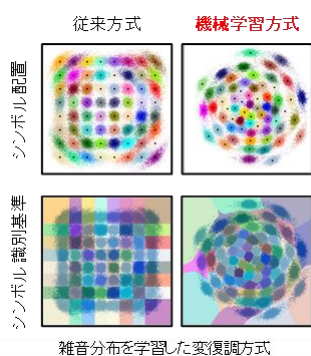 従来方式
機械学習方式
シンボル配置
シンボル識別基準
雑音分布を学習した変復調方式